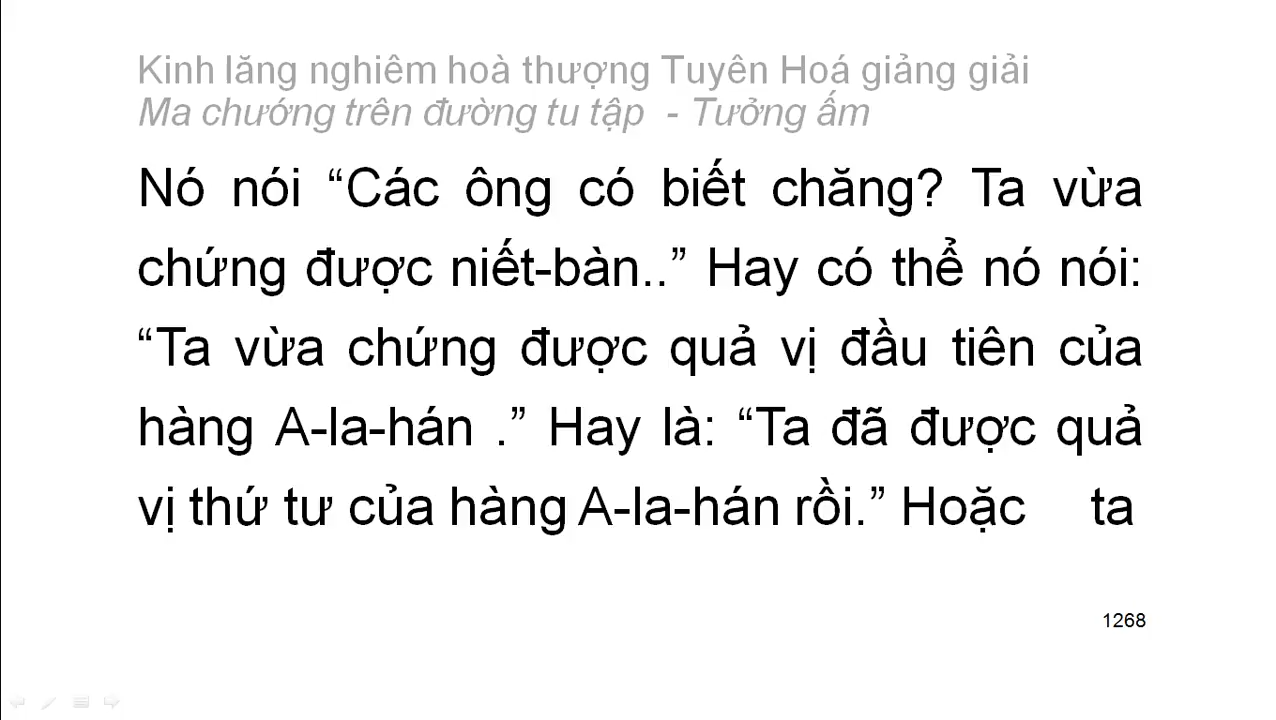 Kinh lăng nghiêm hoà thượng Tuyên Hoá giảng giải
Ma chướng trên đường tu tập - Tưởng ấm
Nó nói “Các ông có biết chăng? Ta vừa
chứng được niết-bàn..” Hay có thể nó nói:
“Ta vừa chứng được quả vị đầu tiên của
hàng A-la-hán .” Hay là: “Ta đã được quả
vị thứ tư của hàng A-la-hán rồi.” Hoặc ta
1268